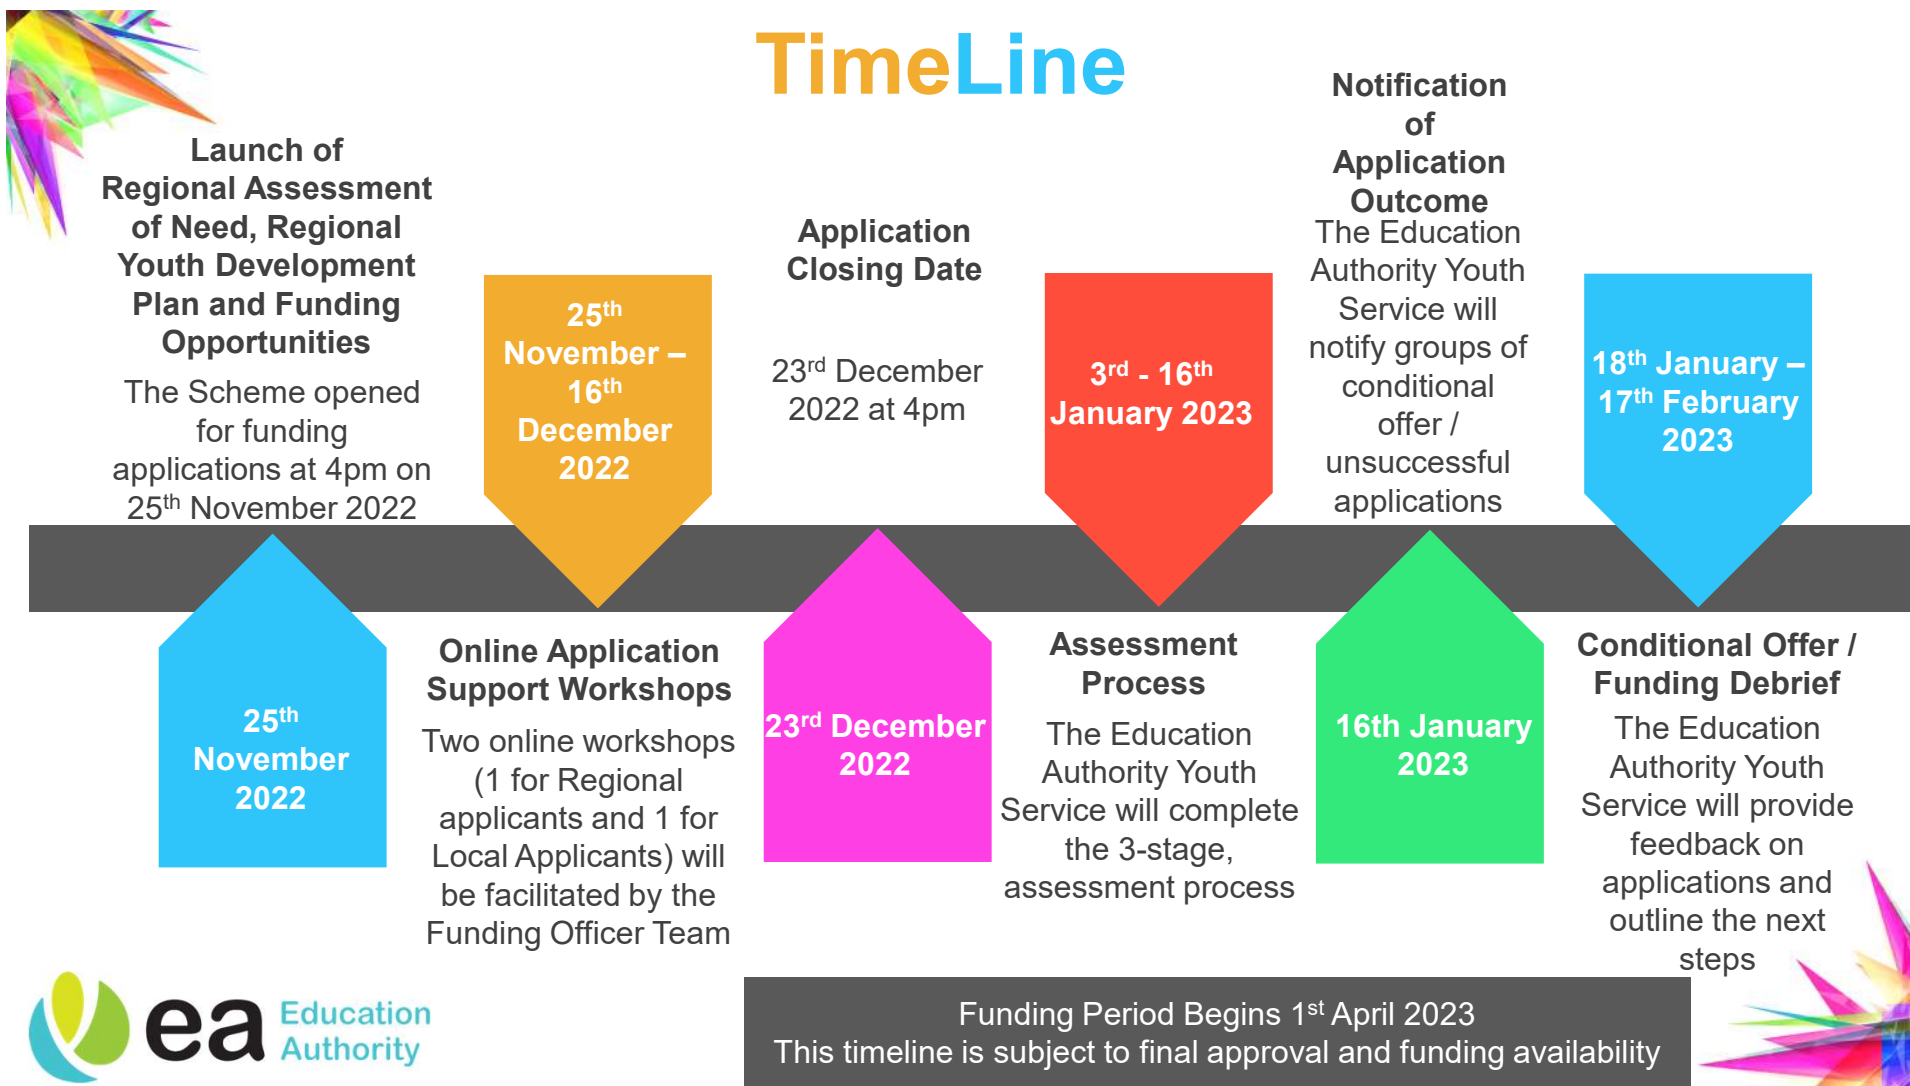 TimeLine
Launch of
Regional Assessment
of Need, Regional
Youth Development
Plan and Funding
Opportunities
The Scheme opened
for funding
applications at 4pm on
25th November 2022
25th
November
2022
25th
November –
16th
December
2022
Online Application
Support Workshops
Two online workshops
(1 for Regional
applicants and 1 for
Local Applicants) will
be facilitated by the
Funding Officer Team
Application
Closing Date
23rd December
2022 at 4pm
23rd December
2022
3rd - 16th
January 2023
Assessment
Process
The Education
Authority Youth
Service will complete
the 3-stage,
assessment process
Notification
of
Application
Outcome
The Education
Authority Youth
Service will
notify groups of
conditional
offer /
unsuccessful
applications
16th January
2023
18th January –
17th February
2023
Conditional Offer /
Funding Debrief
The Education
Authority Youth
Service will provide
feedback on
applications and
outline the next
steps
ea Education
Authority
Funding Period Begins 1st April 2023
This timeline is subject to final approval and funding availability